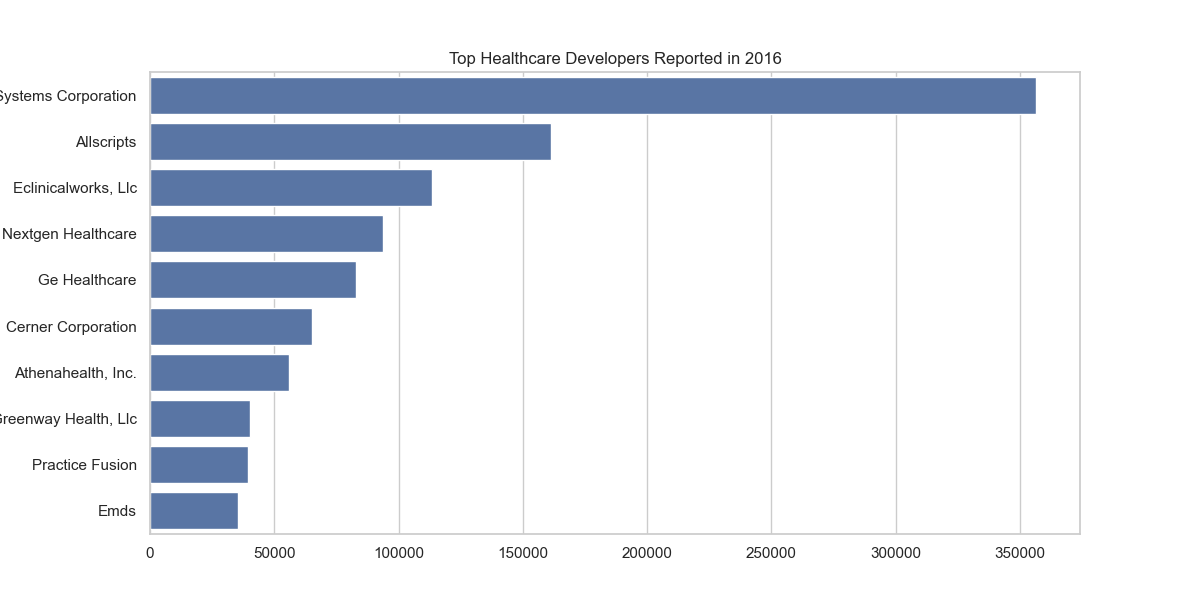 Top Healthcare Developers Reported in 2016
Systems Corporation
Allscripts
Eclinicalworks, Llc
Nextgen Healthcare
Ge Healthcare
Cerner Corporation
Athenahealth, Inc.
Greenway Health, Llc
Practice Fusion
Emds
0 50000 100000 150000 200000 250000 300000 350000